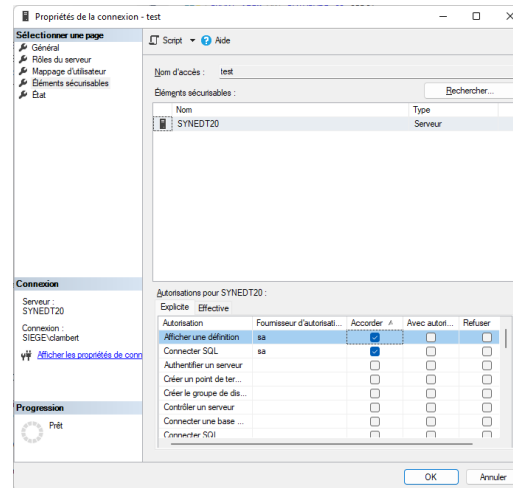 Propriétés de la connexion - test
Sélectionner une page
Général
Rôles du serveur
Mappage d'utilisateur
Éléments sécurisables
État
Script
Aide
Nom d'accès : test
Éléments sécurisables :
Rechercher...
Nom Type
SYNEDT20 Serveur
Connexion
Serveur :
SYNEDT20
Connexion :
SIEGE\clambert
Afficher les propriétés de conn
Progression
Prêt
Autorisations pour SYNEDT20 :
Explicite Effective
Autorisation Fournisseur d'autorisati... Accorder Avec autori... Refuser
Afficher une définition sa
Connecter SQL sa
Authentifier un serveur
Créer un point de ter...
Créer le groupe de dis...
Contrôler un serveur
Connecter une base ...
Connecter SQL
OK Annuler